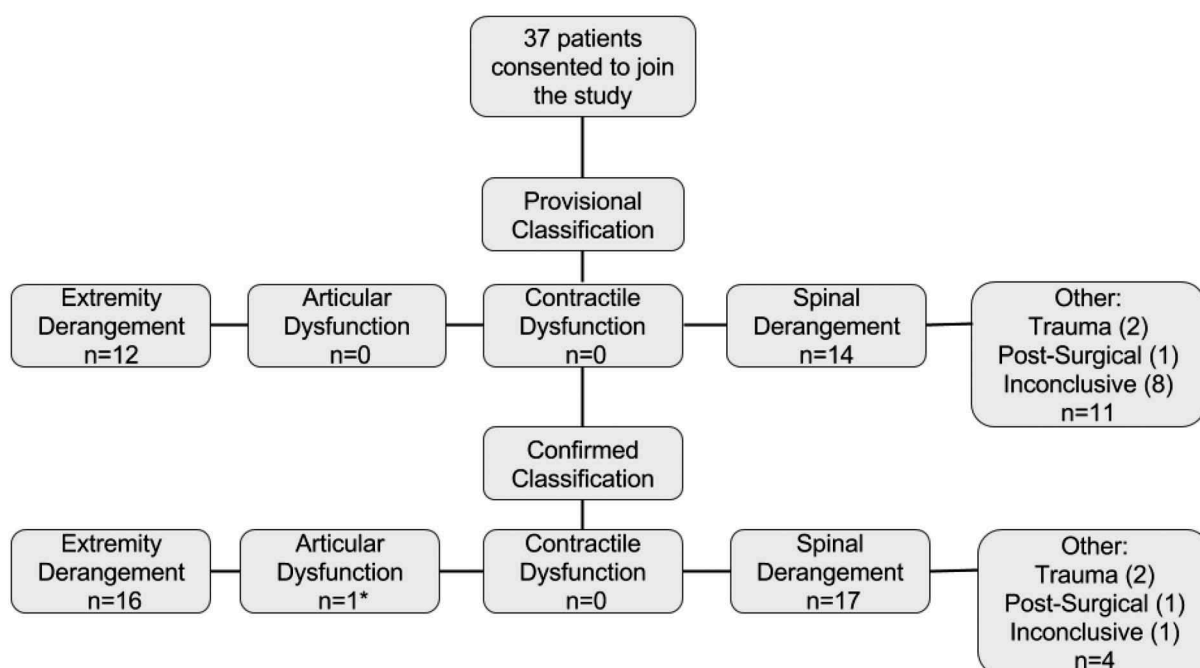 37 patients
consented to join
the study
Provisional
Classification
Extremity
Derangement
n=12
Articular
Dysfunction
n=0
Contractile
Dysfunction
n=0
Spinal
Derangement
n=14
Other:
Trauma (2)
Post-Surgical (1)
Inconclusive (8)
n=11
Confirmed
Classification
Extremity
Derangement
n=16
Articular
Dysfunction
n=1*
Contractile
Dysfunction
n=0
Spinal
Derangement
n=17
Other:
Trauma (2)
Post-Surgical (1)
Inconclusive (1)
n=4